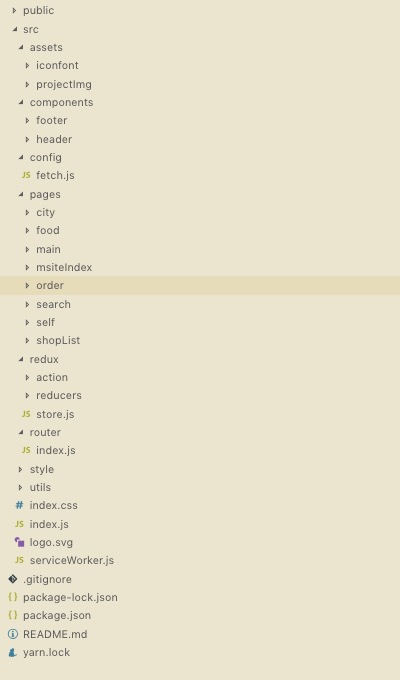 public
src
assets
iconfont
projectImg
components
footer
header
config
JS fetch.js
pages
city
food
main
msiteIndex
order
search
self
shopList
redux
action
reducers
JS store.js
router
JS index.js
style
utils
# index.css
JS index.js
logo.svg
JS serviceWorker.js
.gitignore
{} package-lock.json
{} package.json
README.md
yarn.lock